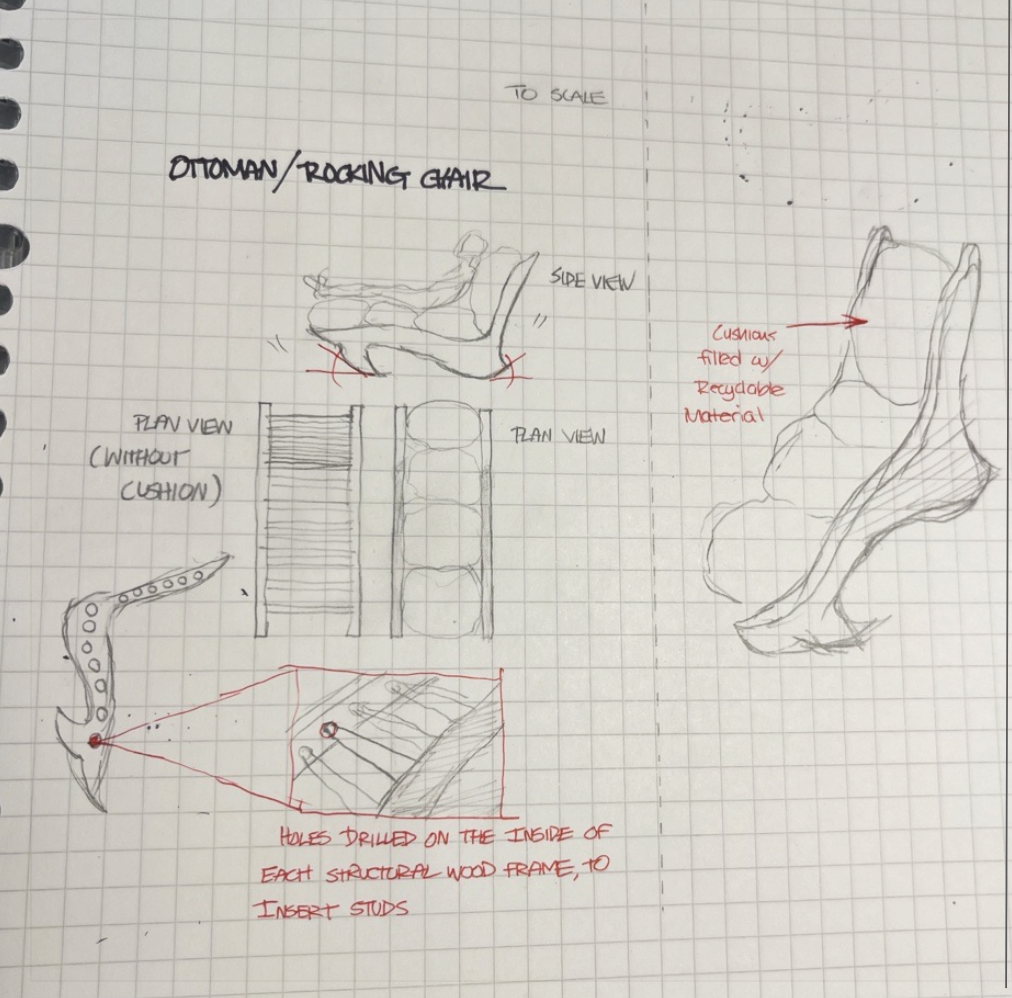 TO SCALE
OTTOMAN/ROCKING CHAIR
SIDE VIEW
Cushions
filled w/
Recyclable
Material
PLAN VIEW
(WITHOUT
CUSHION)
PLAN VIEW
HOLES DRILLED ON THE INSIDE OF
EACH STRUCTURAL WOOD FRAME, TO
INSERT STUDS